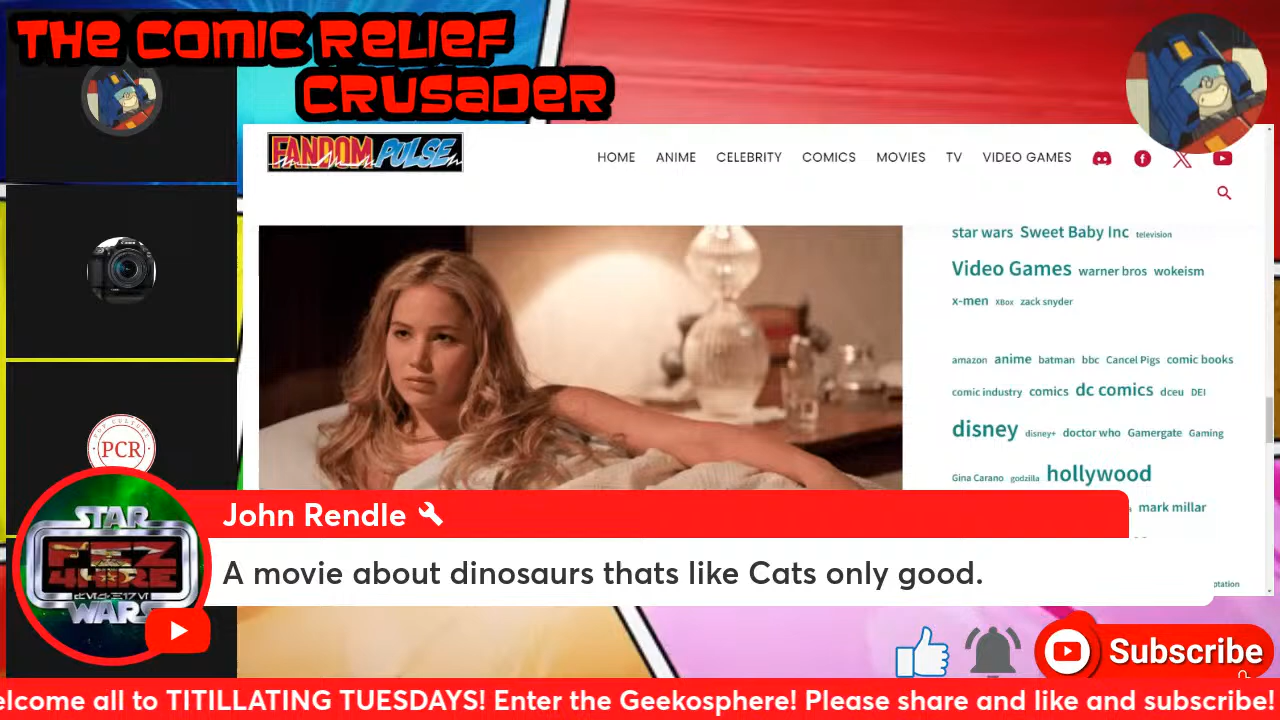 THE COMIC RELIEF
CRUSADER
FANDOM PULSE
HOME ANIME CELEBRITY COMICS MOVIES TV VIDEO GAMES
star wars Sweet Baby Inc television
Video Games warner bros wokeism
x-men XBox zack snyder
amazon anime batman bbc Cancel Pigs comic books
comic industry comics dc comics dceu DEI
disney disney+ doctor who Gamergate Gaming
Gina Carano godzilla hollywood
mark millar
ptation
POP CULTURE
PCR
STAR
FEZ
WARS
John Rendle
A movie about dinosaurs thats like Cats only good.
Subscribe
elcome all to TITILLATING TUESDAYS! Enter the Geekosphere! Please share and like and subscribe!